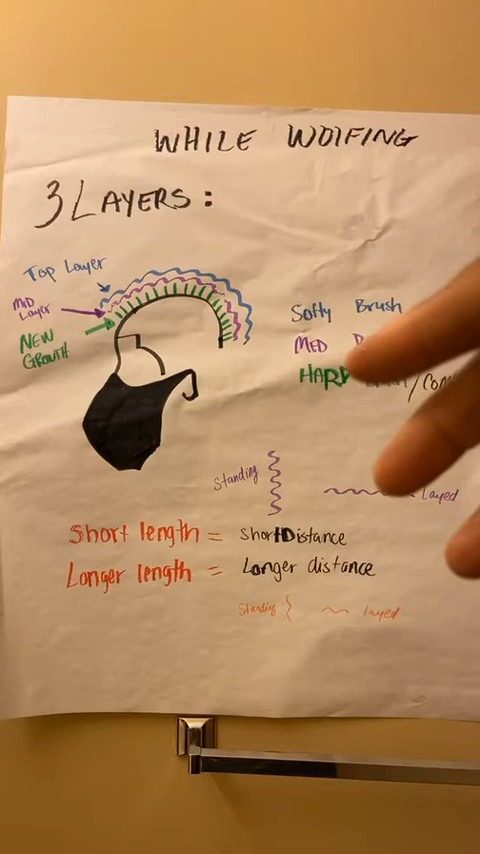 WHILE WOlFING
3 LAYERS:
Top Layer
MiD Layer
NEW GROWTH
Softy Brush
MED
HARD
Standing
Layed
Short length = shortDistance
Longer length = Longer distance
Standing
layed